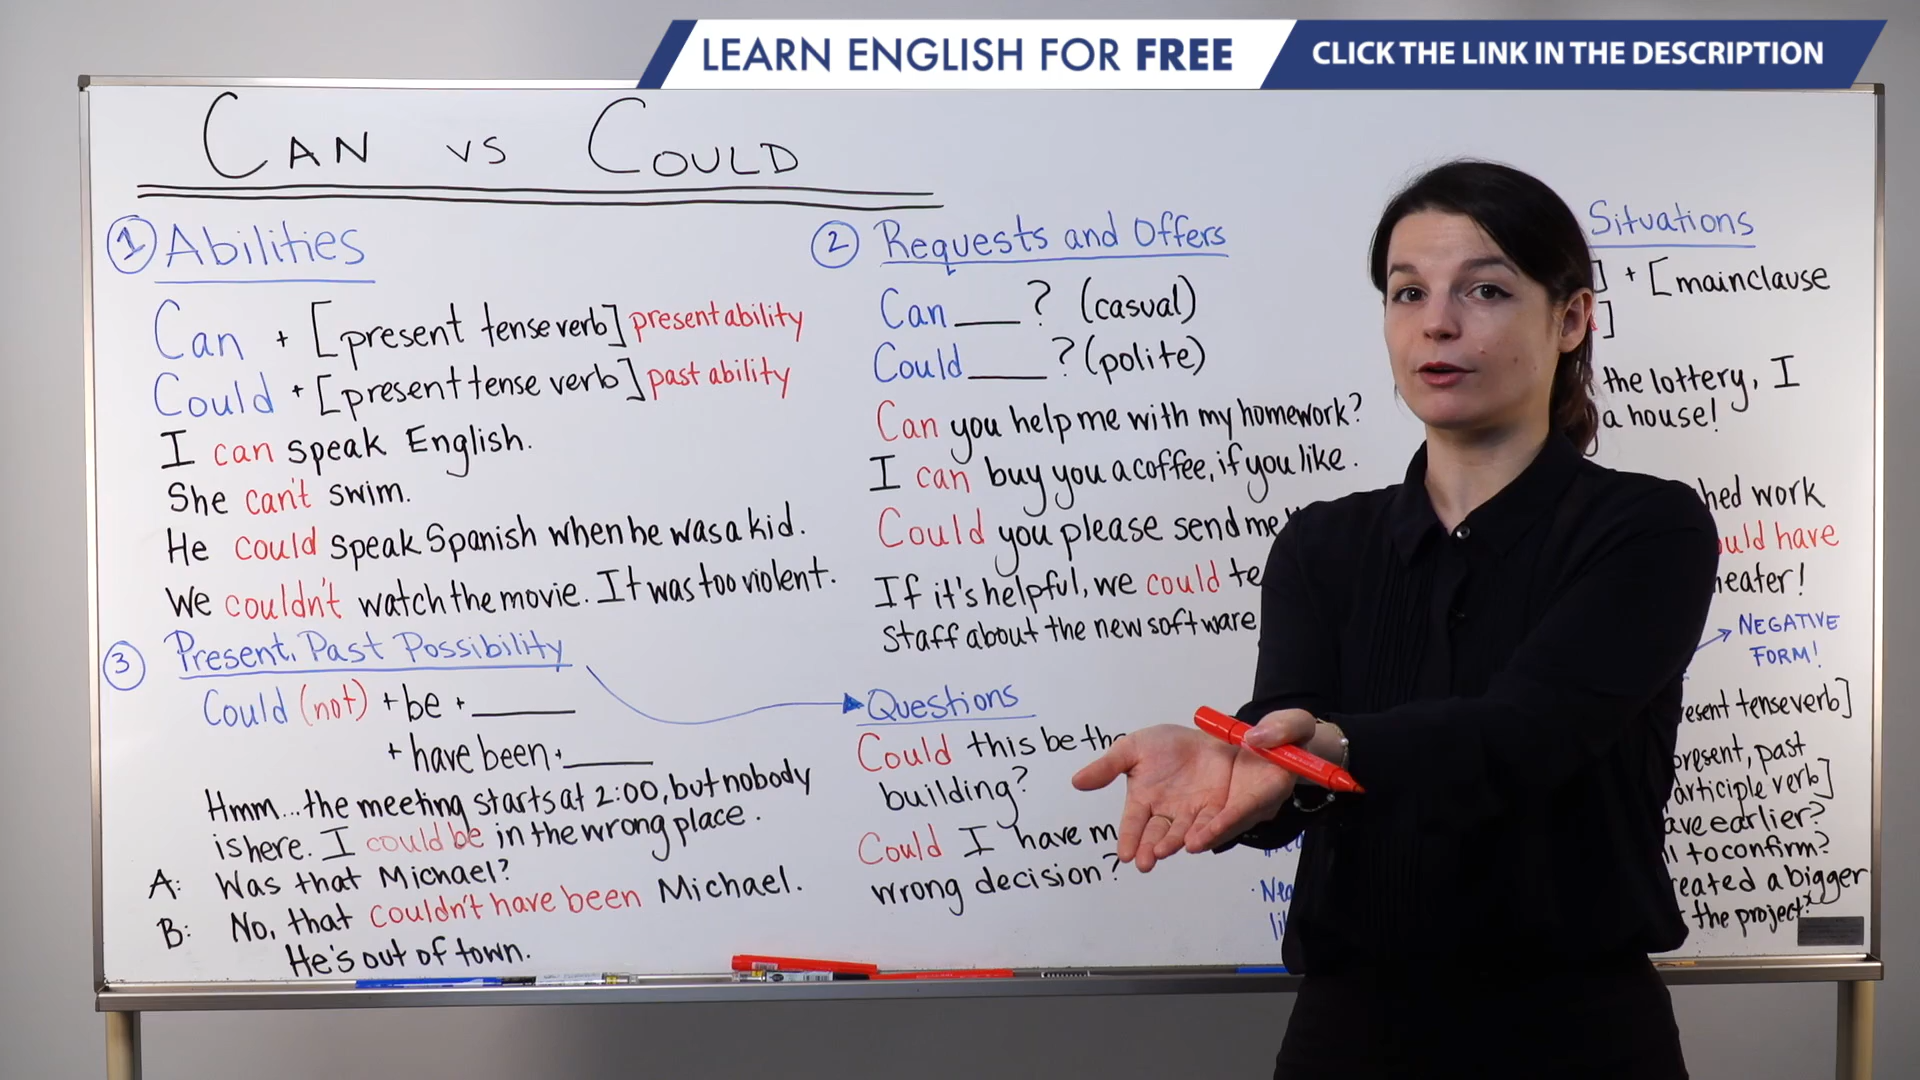 LEARN ENGLISH FOR FREE
CLICK THE LINK IN THE DESCRIPTION
CAN VS COULD
1 Abilities
Can + [present tense verb] present ability
Could + [present tense verb] past ability
I can speak English.
She can't swim.
He could speak Spanish when he was a kid.
We couldn't watch the movie. It was too violent.
2 Requests and Offers
Can ___? (casual)
Could ___? (polite)
Can you help me with my homework?
I can buy you a coffee, if you like.
Could you please send me
If it's helpful, we could te
staff about the new software
3 Present, Past Possibility
Could (not) + be + ___
+ have been + ___
Hmm... the meeting starts at 2:00, but nobody
is here. I could be in the wrong place.
A: Was that Michael?
B: No, that couldn't have been Michael.
He's out of town.
Questions
Could this be the
building?
Could I have m
wrong decision?
Situations
] + [main clause
]
the lottery, I
a house!
hed work
ould have
heater!
NEGATIVE
FORM!
esent tense verb]
present, past
articiple verb]
ave earlier?
to confirm?
reated a bigger
the project?